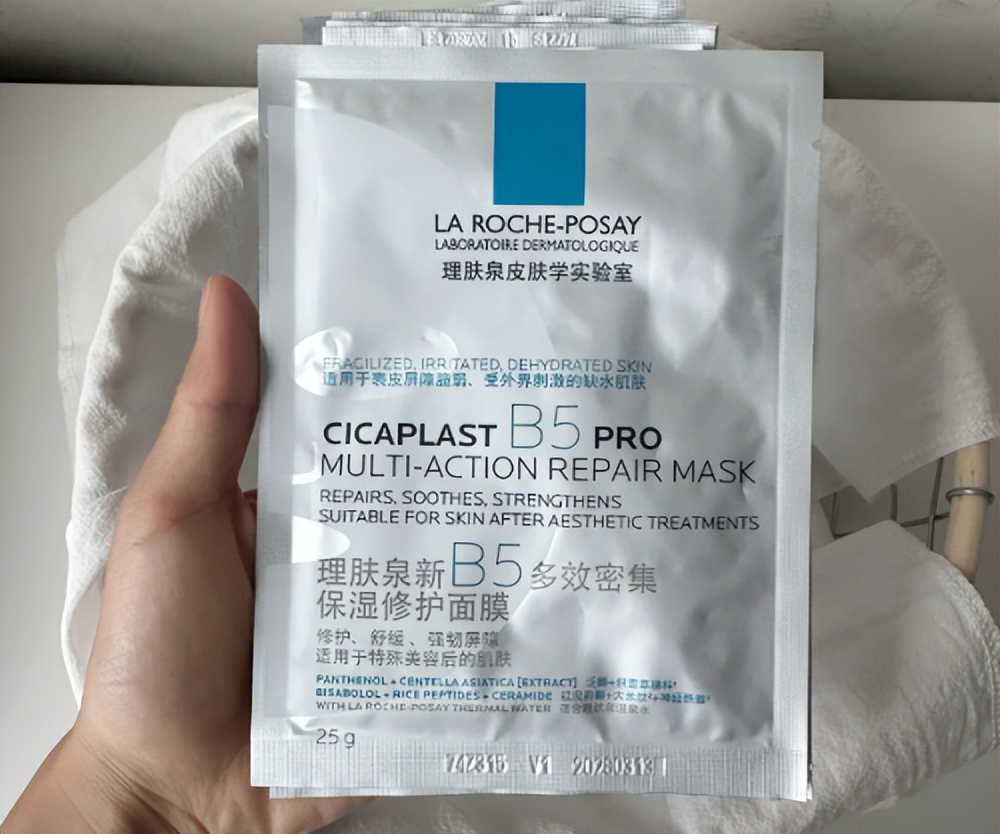 LA ROCHE-POSAY
LABORATOIRE DERMATOLOGIQUE
理肤泉皮肤学实验室
FRAGILIZED, IRRITATED, DEHYDRATED SKIN
适用于表皮屏障脆弱、受外界刺激的缺水肌肤
CICAPLAST B5 PRO
MULTI-ACTION REPAIR MASK
REPAIRS, SOOTHES, STRENGTHENS
SUITABLE FOR SKIN AFTER AESTHETIC TREATMENTS
理肤泉新B5多效密集
保湿修护面膜
修护、舒缓、强韧屏障
适用于特殊美容后的肌肤
PANTHENOL + CENTELLA ASIATICA [EXTRACT]
BISABOLOL + RICE PEPTIDES + CERAMIDE
WITH LA ROCHE-POSAY THERMAL WATER
25 g
V1